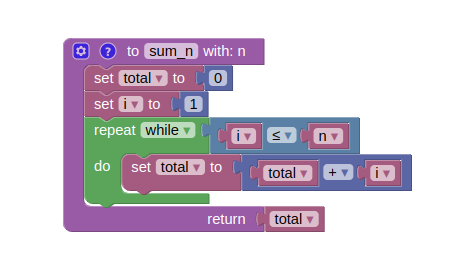 ? to sum_n with: n
set total ▾ to 0
set i ▾ to 1
repeat while ▾ i ▾ ≤ ▾ n ▾
do set total ▾ to total ▾ + ▾ i ▾
return total ▾